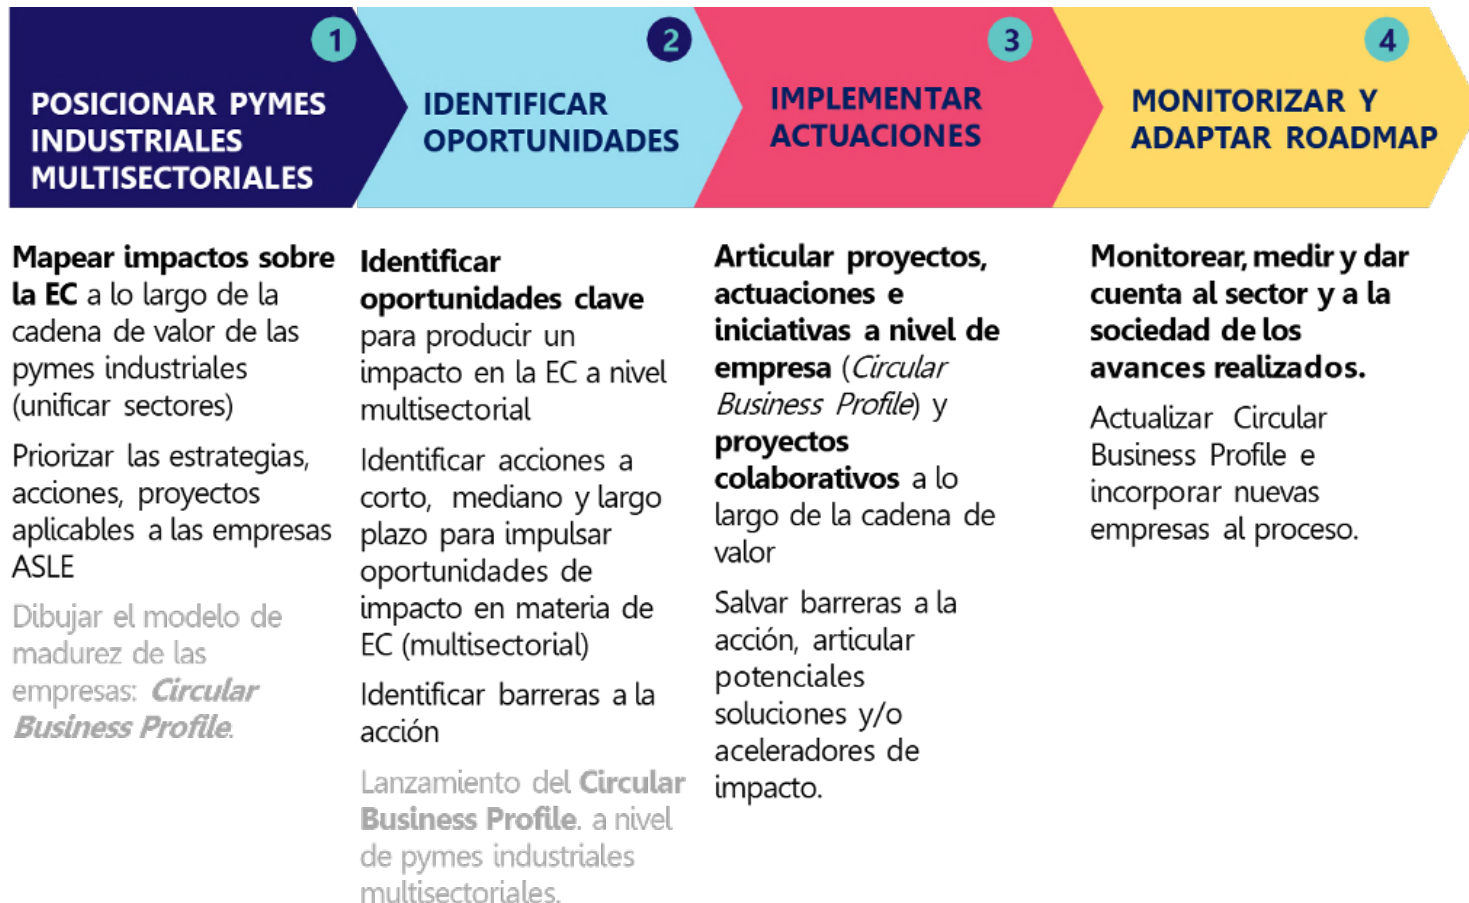 1
POSICIONAR PYMES
INDUSTRIALES
MULTISECTORIALES
2
IDENTIFICAR
OPORTUNIDADES
3
IMPLEMENTAR
ACTUACIONES
4
MONITORIZAR Y
ADAPTAR ROADMAP
Mapear impactos sobre
la EC a lo largo de la
cadena de valor de las
pymes industriales
(unificar sectores)
Priorizar las estrategias,
acciones, proyectos
aplicables a las empresas
ASLE
Dibujar el modelo de
madurez de las
empresas: Circular
Business Profile.
Identificar
oportunidades clave
para producir un
impacto en la EC a nivel
multisectorial
Identificar acciones a
corto, mediano y largo
plazo para impulsar
oportunidades de
impacto en materia de
EC (multisectorial)
Identificar barreras a la
acción
Lanzamiento del Circular
Business Profile. a nivel
de pymes industriales
multisectoriales.
Articular proyectos,
actuaciones e
iniciativas a nivel de
empresa (Circular
Business Profile) y
proyectos
colaborativos a lo
largo de la cadena de
valor
Salvar barreras a la
acción, articular
potenciales
soluciones y/o
aceleradores de
impacto.
Monitorear, medir y dar
cuenta al sector y a la
sociedad de los
avances realizados.
Actualizar Circular
Business Profile e
incorporar nuevas
empresas al proceso.